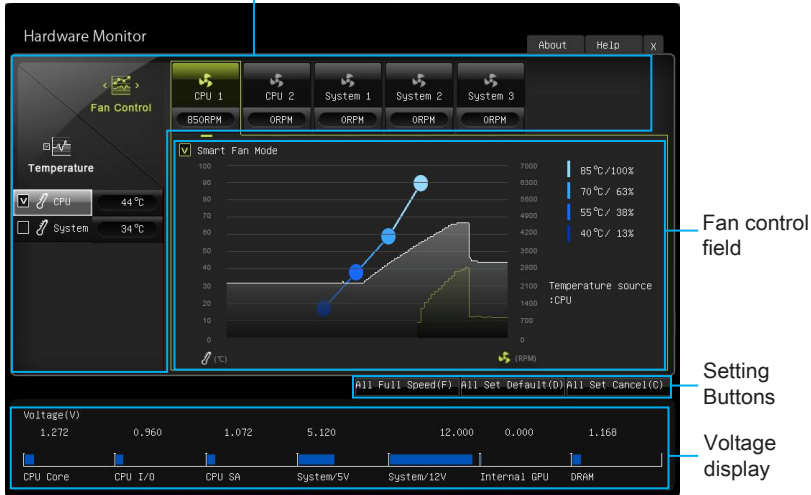 Hardware Monitor
About Help X
Fan Control
CPU 1 CPU 2 System 1 System 2 System 3
850RPM 0RPM 0RPM 0RPM 0RPM
Temperature
V CPU 44°C
System 34°C
V Smart Fan Mode
100 7000
90 6300
80 5600
70 4900
60 4200
50 3500
40 2800
30 2100
20 1400
10 700
0 0
(℃) (RPM)
85°C/100%
70°C/ 63%
55°C/ 38%
40°C/ 13%
Temperature source
:CPU
Fan control
field
All Full Speed(F) All Set Default(D) All Set Cancel(C)
Setting
Buttons
Voltage(V)
1.272 0.960 1.072 5.120 12.000 0.000 1.168
CPU Core CPU I/O CPU SA System/5V System/12V Internal GPU DRAM
Voltage
display